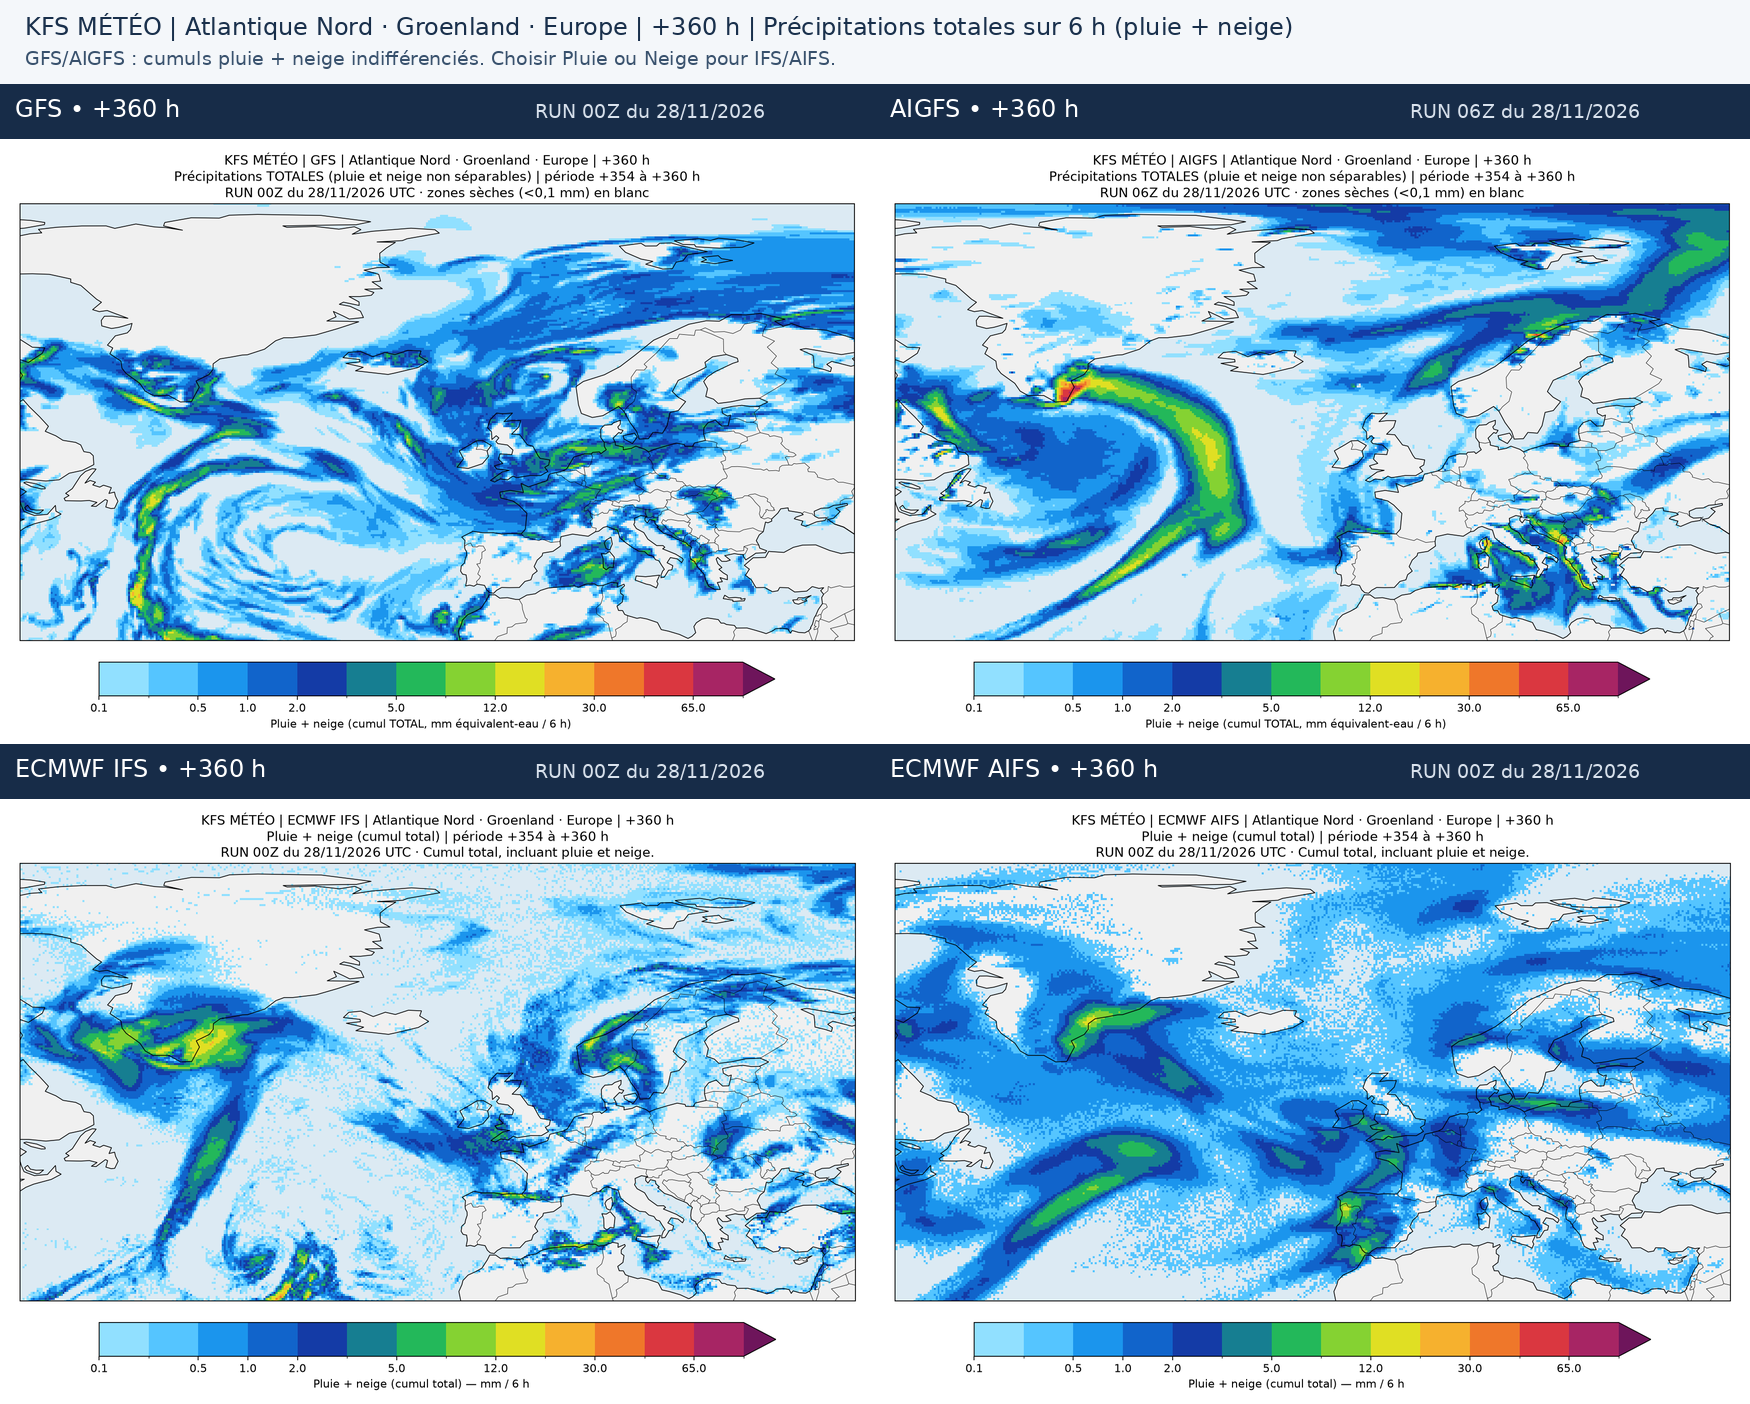 KFS MÉTÉO | Atlantique Nord · Groenland · Europe | +360 h | Précipitations totales sur 6 h (pluie + neige)
GFS/AIGFS : cumuls pluie + neige indifférenciés. Choisir Pluie ou Neige pour IFS/AIFS.
GFS • +360 h RUN 00Z du 28/11/2026
KFS MÉTÉO | GFS | Atlantique Nord · Groenland · Europe | +360 h
Précipitations TOTALES (pluie et neige non séparables) | période +354 à +360 h
RUN 00Z du 28/11/2026 UTC · zones sèches (<0,1 mm) en blanc
0.1 0.5 1.0 2.0 5.0 12.0 30.0 65.0
Pluie + neige (cumul TOTAL, mm équivalent-eau / 6 h)
AIGFS • +360 h RUN 06Z du 28/11/2026
KFS MÉTÉO | AIGFS | Atlantique Nord · Groenland · Europe | +360 h
Précipitations TOTALES (pluie et neige non séparables) | période +354 à +360 h
RUN 06Z du 28/11/2026 UTC · zones sèches (<0,1 mm) en blanc
0.1 0.5 1.0 2.0 5.0 12.0 30.0 65.0
Pluie + neige (cumul TOTAL, mm équivalent-eau / 6 h)
ECMWF IFS • +360 h RUN 00Z du 28/11/2026
KFS MÉTÉO | ECMWF IFS | Atlantique Nord · Groenland · Europe | +360 h
Pluie + neige (cumul total) | période +354 à +360 h
RUN 00Z du 28/11/2026 UTC · Cumul total, incluant pluie et neige.
0.1 0.5 1.0 2.0 5.0 12.0 30.0 65.0
Pluie + neige (cumul total) — mm / 6 h
ECMWF AIFS • +360 h RUN 00Z du 28/11/2026
KFS MÉTÉO | ECMWF AIFS | Atlantique Nord · Groenland · Europe | +360 h
Pluie + neige (cumul total) | période +354 à +360 h
RUN 00Z du 28/11/2026 UTC · Cumul total, incluant pluie et neige.
0.1 0.5 1.0 2.0 5.0 12.0 30.0 65.0
Pluie + neige (cumul total) — mm / 6 h